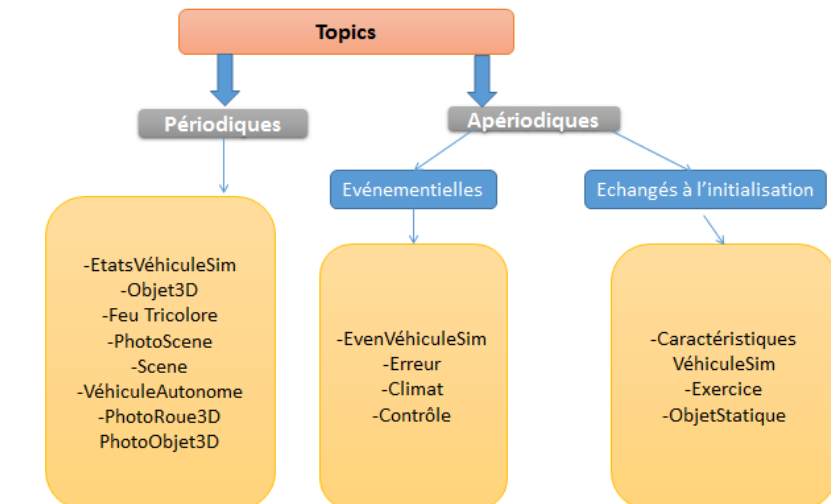 Topics
Périodiques
Apériodiques
Evénementielles
Echangés à l'initialisation
-EtatsVéhiculeSim
-Objet3D
-Feu Tricolore
-PhotoScene
-Scene
-VéhiculeAutonome
-PhotoRoue3D
PhotoObjet3D
-EvenVéhiculeSim
-Erreur
-Climat
-Contrôle
-Caractéristiques
VéhiculeSim
-Exercice
-ObjetStatique